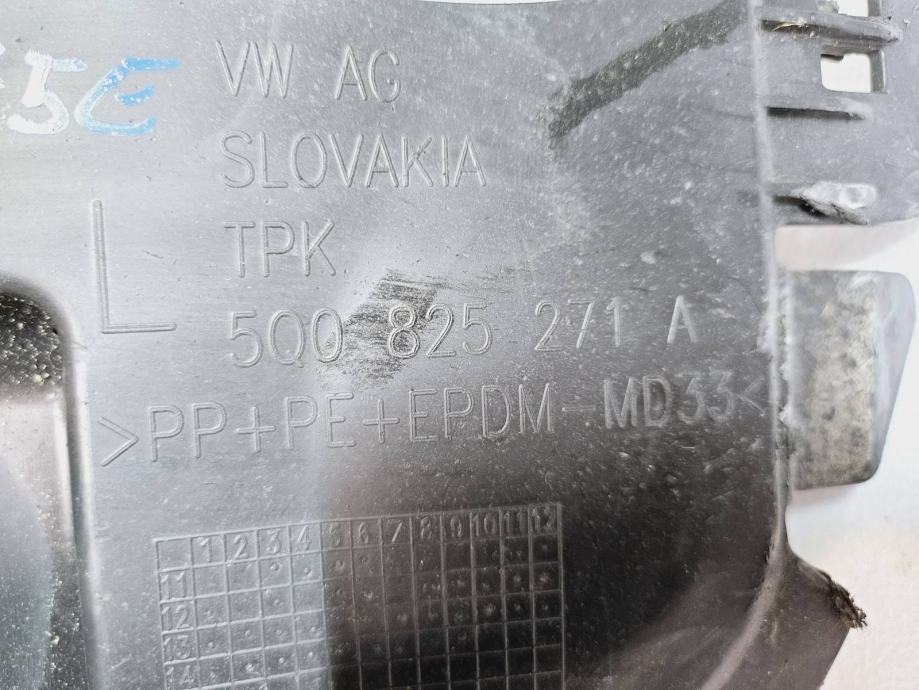 5E
VW AG
SLOVAKIA
TPK
L
5Q0 825 271 A
>PP+PE+EPDM-MD33<
1 2 3 4 5 6 7 8 9 10 11 12
11
12
13
14